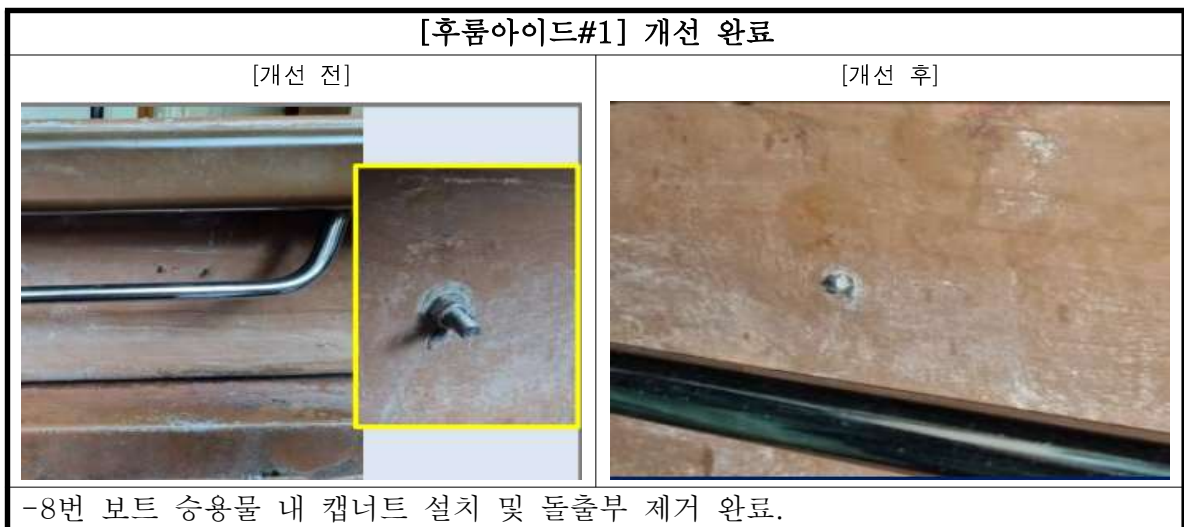 [후룸아이드#1] 개선 완료
[개선 전]
[개선 후]
-8번 보트 승용물 내 캡너트 설치 및 돌출부 제거 완료.